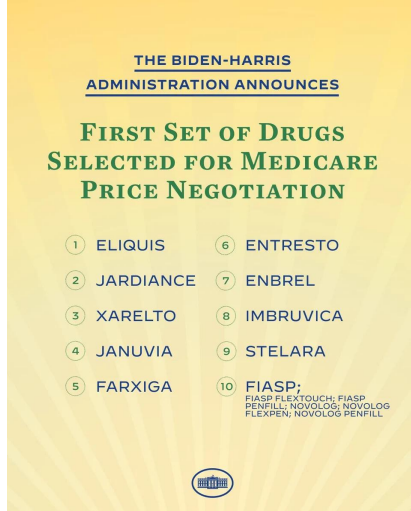 THE BIDEN-HARRIS
ADMINISTRATION ANNOUNCES
FIRST SET OF DRUGS
SELECTED FOR MEDICARE
PRICE NEGOTIATION
1 ELIQUIS
2 JARDIANCE
3 XARELTO
4 JANUVIA
5 FARXIGA
6 ENTRESTO
7 ENBREL
8 IMBRUVICA
9 STELARA
10 FIASP;
FIASP FLEXTOUCH; FIASP
PENFILL; NOVOLOG; NOVOLOG
FLEXPEN; NOVOLOG PENFILL